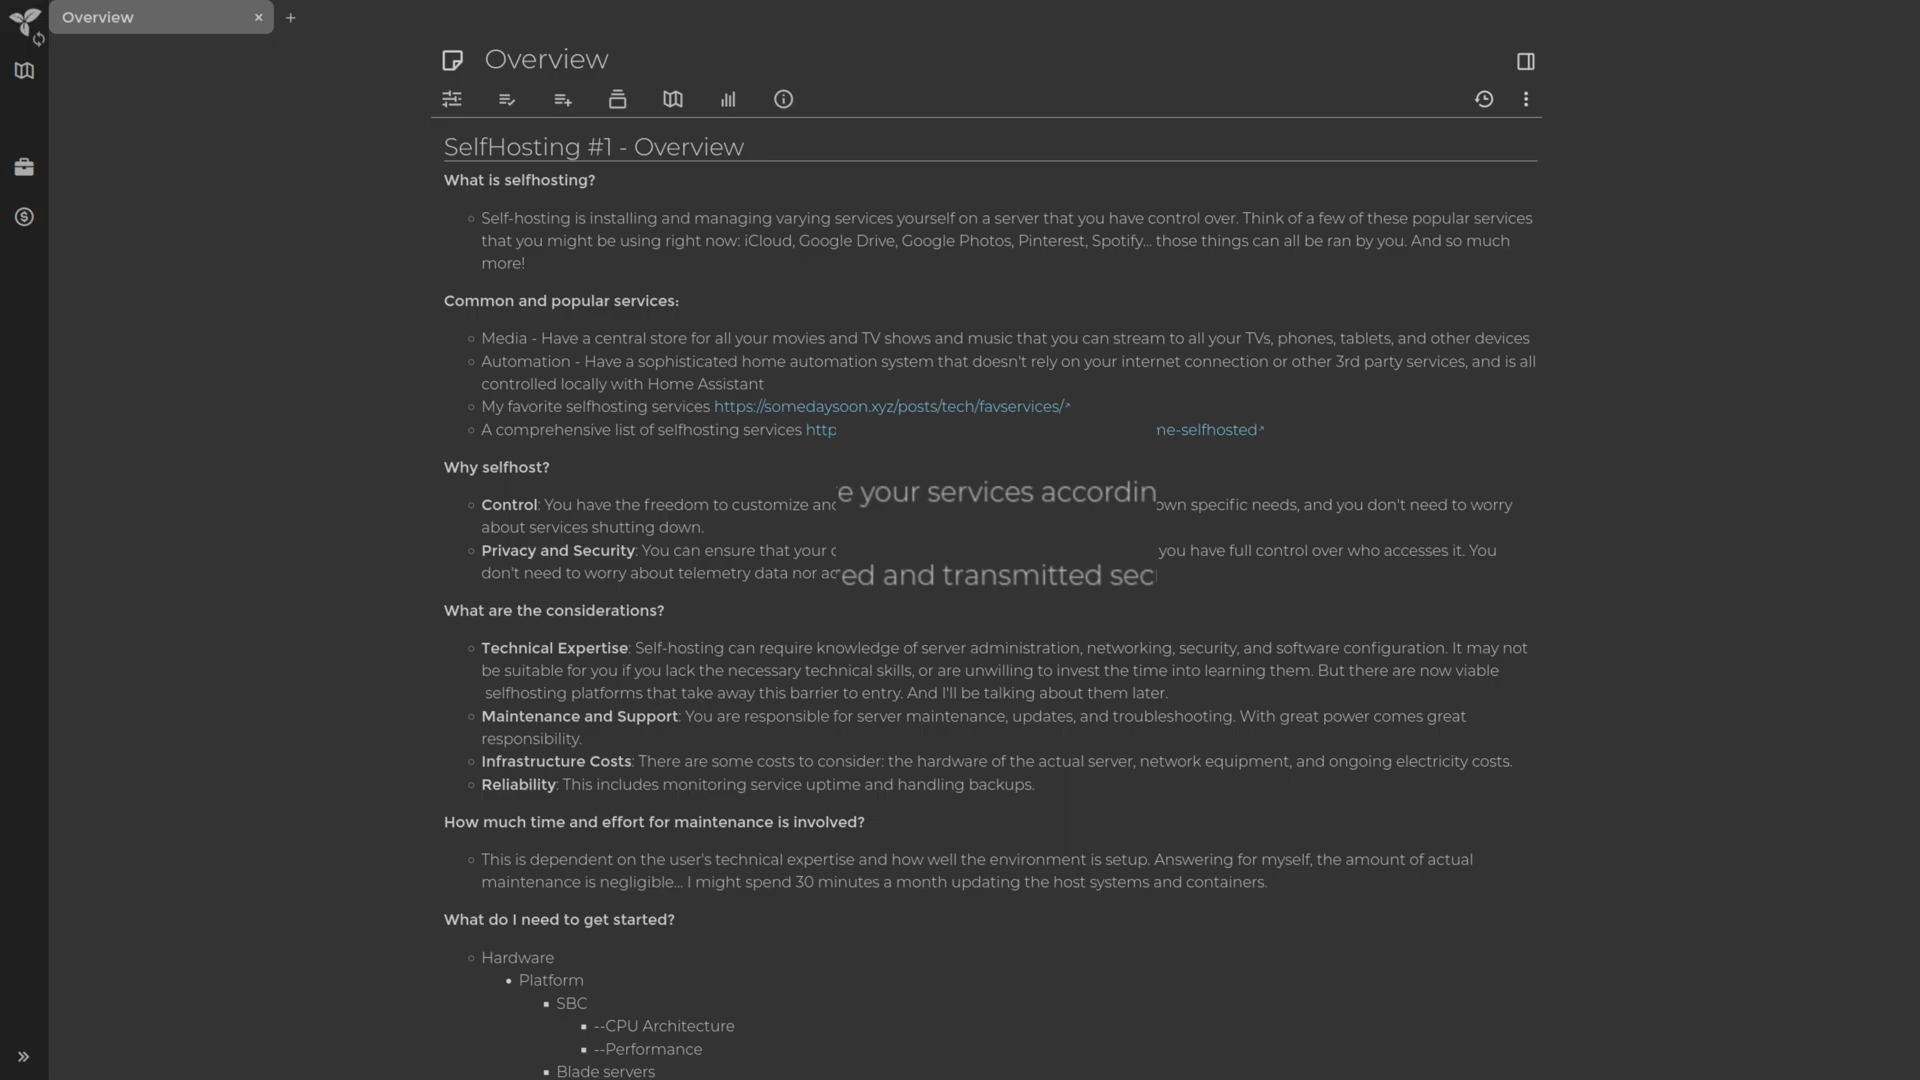 Overview
Overview
SelfHosting #1 - Overview
What is selfhosting?
Self-hosting is installing and managing varying services yourself on a server that you have control over. Think of a few of these popular services
that you might be using right now: iCloud, Google Drive, Google Photos, Pinterest, Spotify... those things can all be ran by you. And so much
more!
Common and popular services:
Media - Have a central store for all your movies and TV shows and music that you can stream to all your TVs, phones, tablets, and other devices
Automation - Have a sophisticated home automation system that doesn't rely on your internet connection or other 3rd party services, and is all
controlled locally with Home Assistant
My favorite selfhosting services https://somedaysoon.xyz/posts/tech/favservices/
A comprehensive list of selfhosting services http ne-selfhosted
Why selfhost?
e your services accordin
Control: You have the freedom to customize and own specific needs, and you don't need to worry
about services shutting down.
Privacy and Security: You can ensure that your you have full control over who accesses it. You
don't need to worry about telemetry data nor
ed and transmitted sec
What are the considerations?
Technical Expertise: Self-hosting can require knowledge of server administration, networking, security, and software configuration. It may not
be suitable for you if you lack the necessary technical skills, or are unwilling to invest the time into learning them. But there are now viable
selfhosting platforms that take away this barrier to entry. And I'll be talking about them later.
Maintenance and Support: You are responsible for server maintenance, updates, and troubleshooting. With great power comes great
responsibility.
Infrastructure Costs: There are some costs to consider: the hardware of the actual server, network equipment, and ongoing electricity costs.
Reliability: This includes monitoring service uptime and handling backups.
How much time and effort for maintenance is involved?
This is dependent on the user's technical expertise and how well the environment is setup. Answering for myself, the amount of actual
maintenance is negligible... I might spend 30 minutes a month updating the host systems and containers.
What do I need to get started?
Hardware
Platform
SBC
--CPU Architecture
--Performance
Blade servers